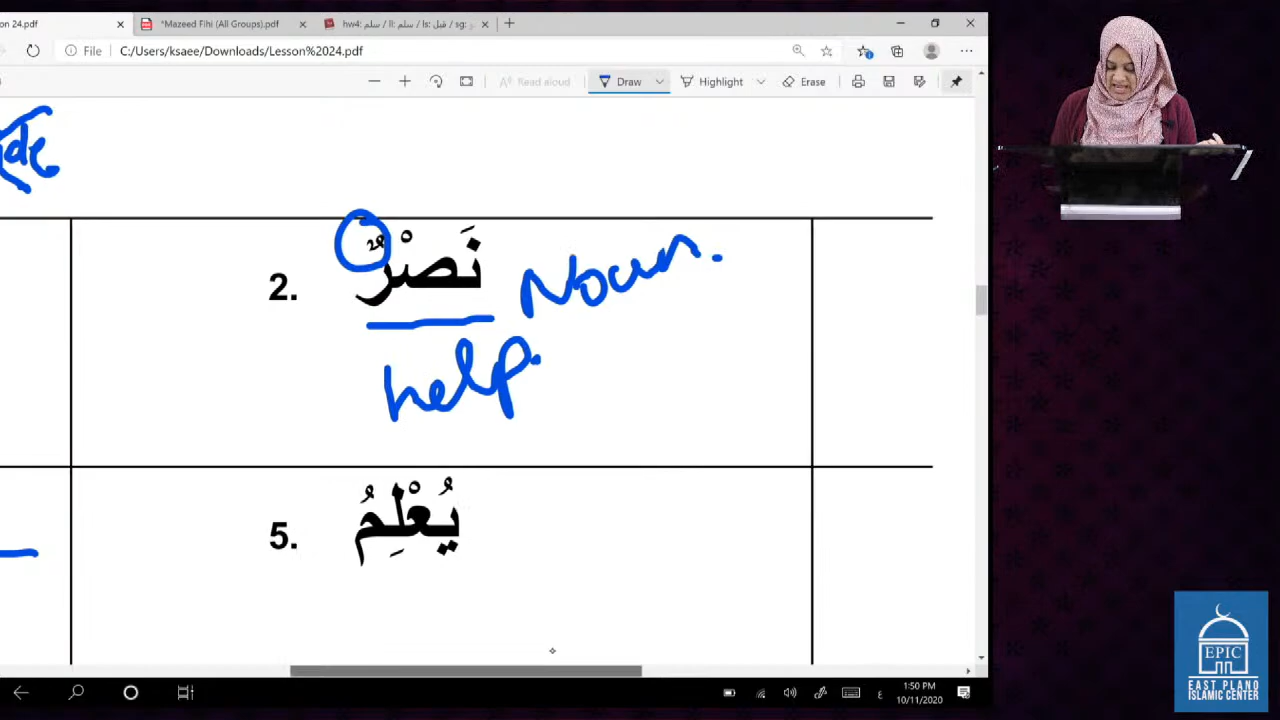 on 24.pdf
*Mazeed Fihi (All Groups).pdf
File C:/Users/ksaee/Downloads/Lesson%2024.pdf
Read aloud Draw Highlight Erase
2. نَصْرٌ Noun.
help.
5. يُعْلِمُ
1:50 PM
10/11/2020
EPIC
EAST PLANO
ISLAMIC CENTER